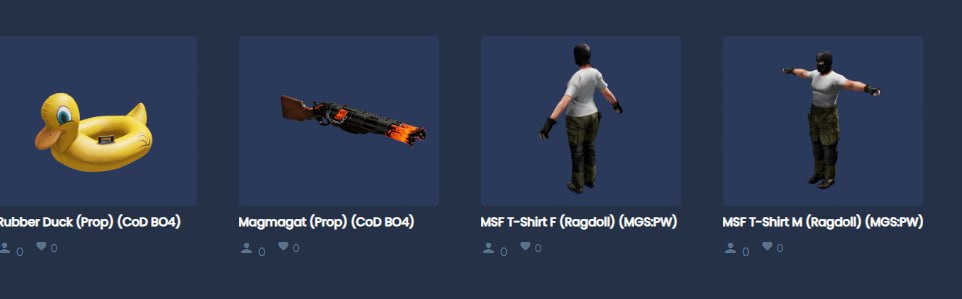 Rubber Duck (Prop) (CoD BO4)
0 0
Magmagat (Prop) (CoD BO4)
0 0
MSF T-Shirt F (Ragdoll) (MGS:PW)
0 0
MSF T-Shirt M (Ragdoll) (MGS:PW)
0 0